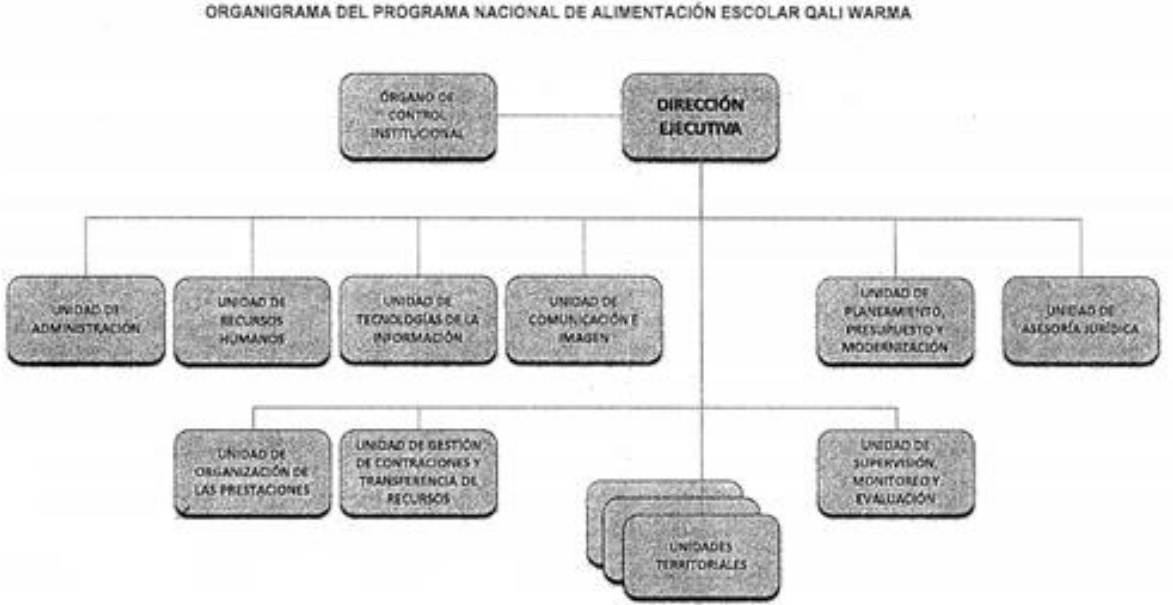 ORGANIGRAMA DEL PROGRAMA NACIONAL DE ALIMENTACIÓN ESCOLAR QALI WARMA
ÓRGANO DE
CONTROL
INSTITUCIONAL
DIRECCIÓN
EJECUTIVA
UNIDAD DE
ADMINISTRACIÓN
UNIDAD DE
RECURSOS
HUMANOS
UNIDAD DE
TECNOLOGÍAS DE LA
INFORMACIÓN
UNIDAD DE
COMUNICACIÓN E
IMAGEN
UNIDAD DE
PLANEAMIENTO,
PRESUPUESTO Y
MODERNIZACIÓN
UNIDAD DE
ASESORÍA JURÍDICA
UNIDAD DE
ORGANIZACIÓN DE
LAS PRESTACIONES
UNIDAD DE GESTIÓN
DE CONTRACIONES Y
TRANSFERENCIA DE
RECURSOS
UNIDADES
TERRITORIALES
UNIDAD DE
SUPERVISIÓN,
MONITOREO Y
EVALUACIÓN